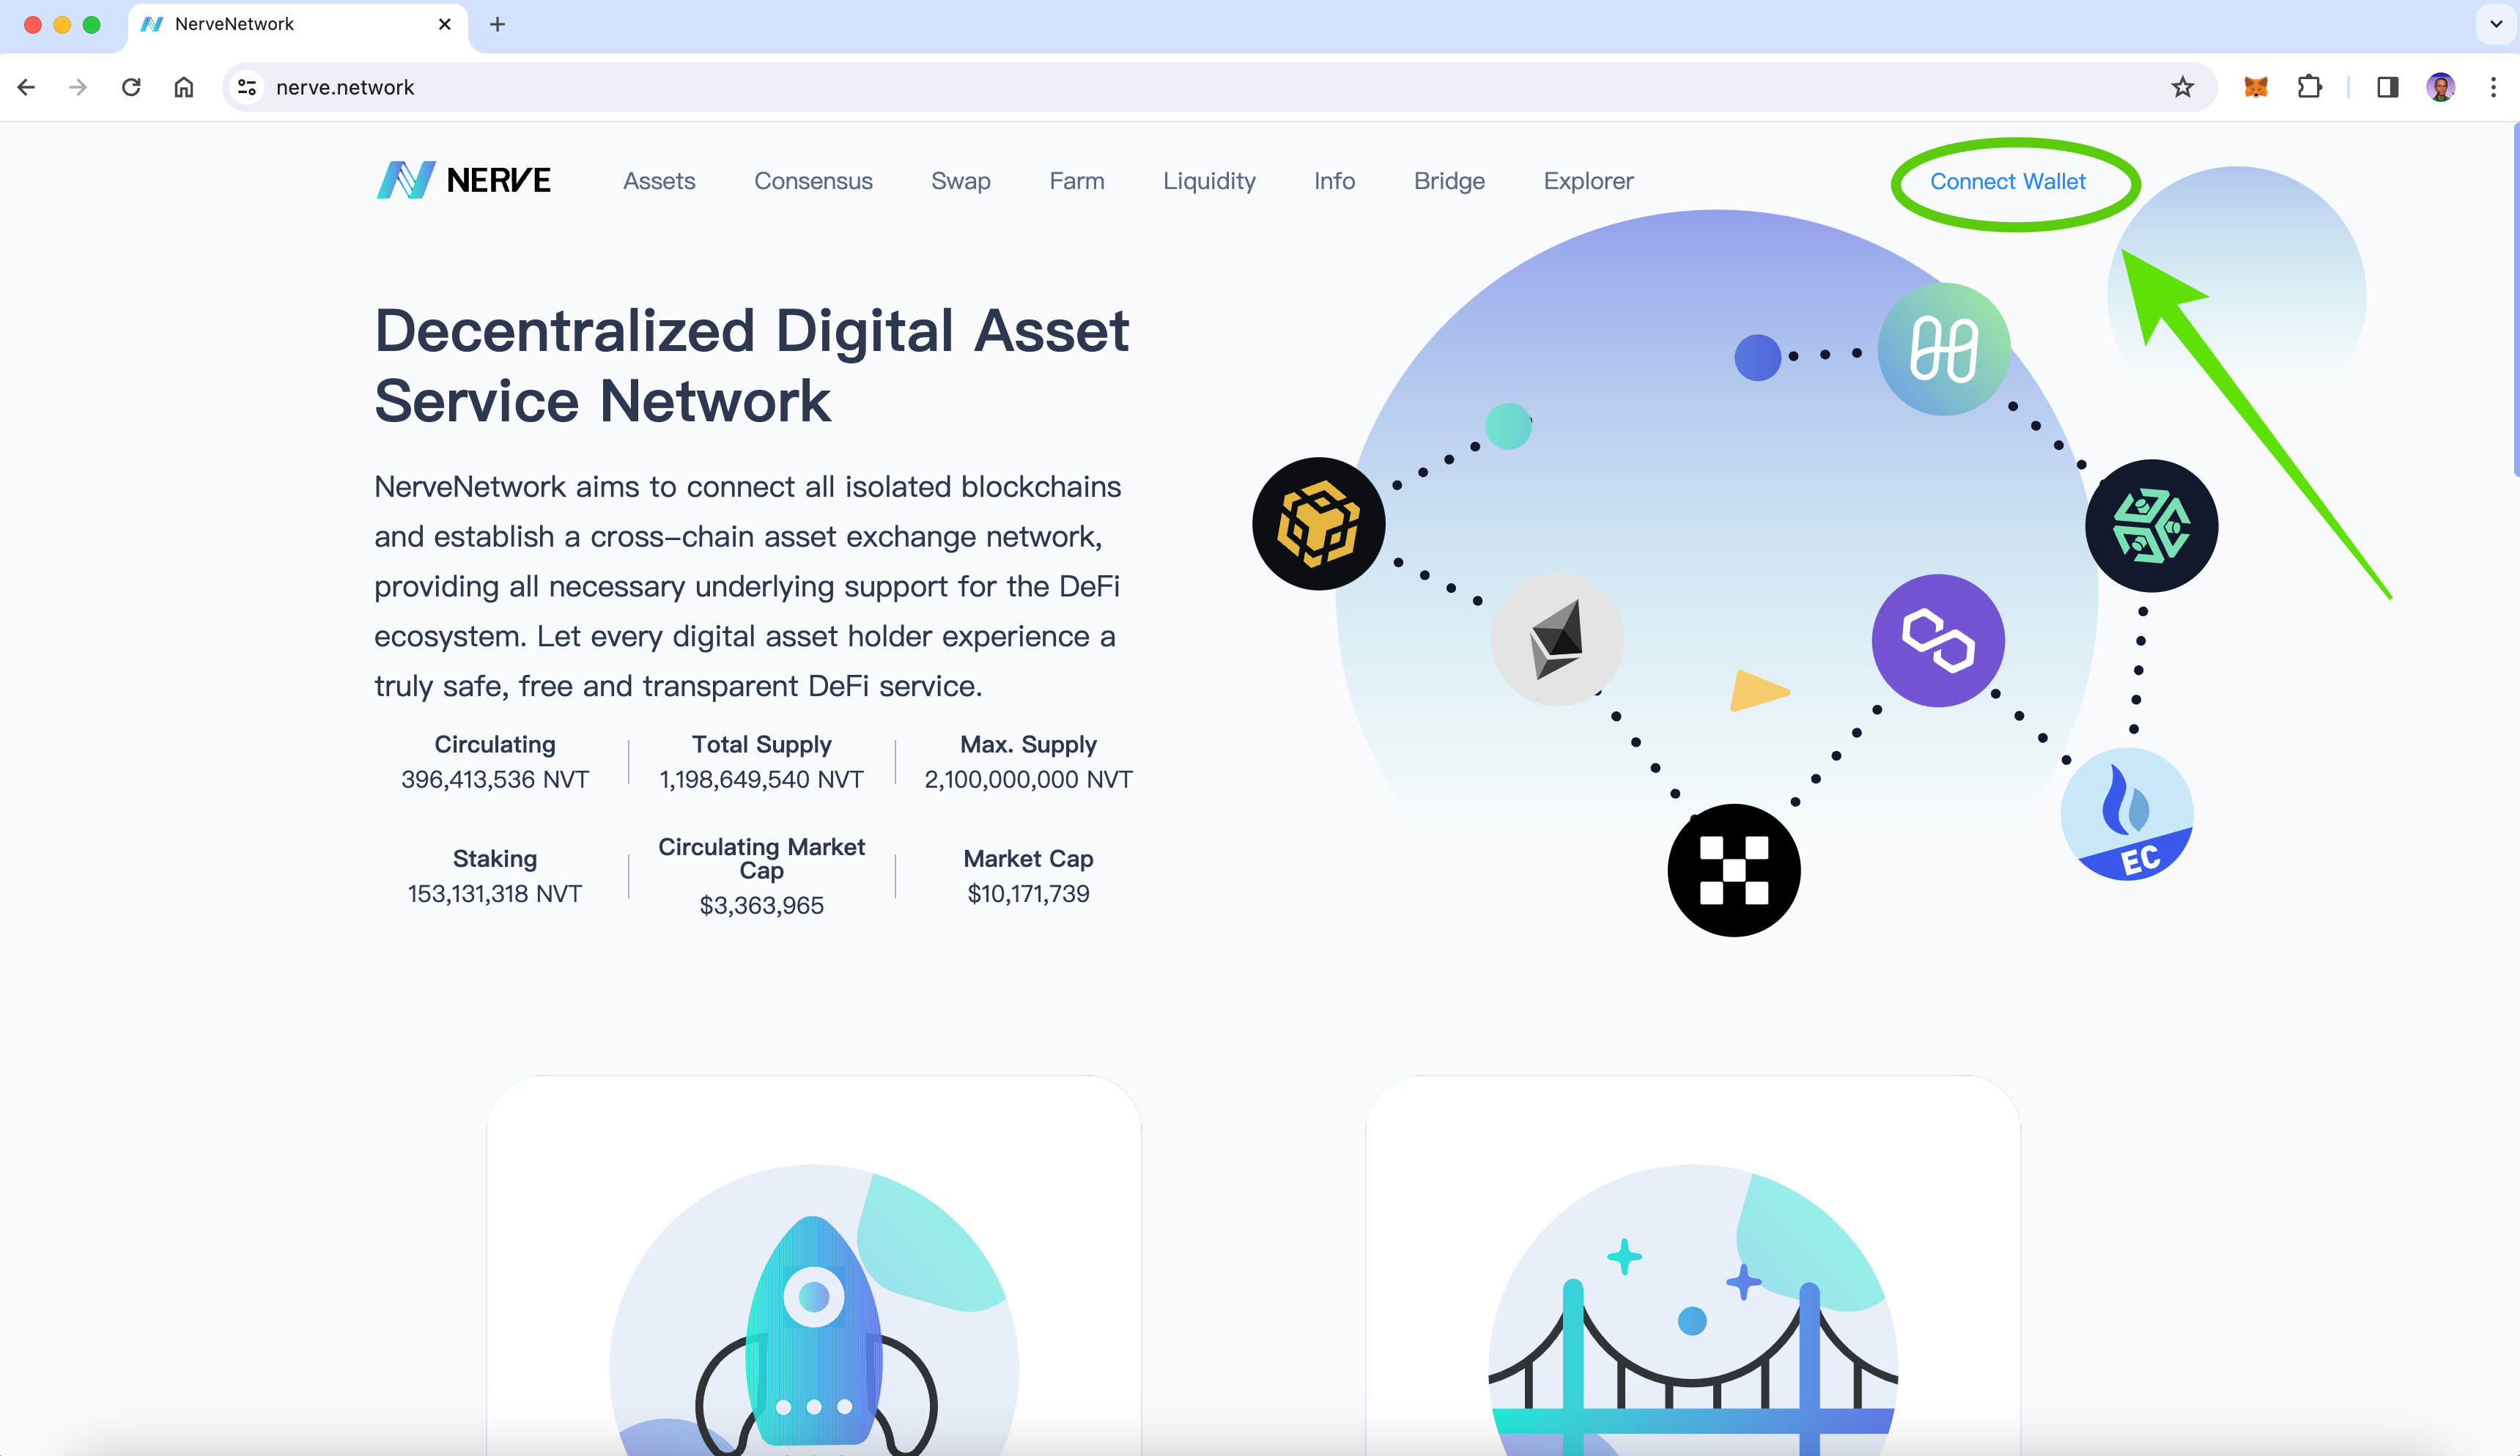 NerveNetwork
nerve.network
NERVE
Assets
Consensus
Swap
Farm
Liquidity
Info
Bridge
Explorer
Connect Wallet
Decentralized Digital Asset
Service Network
NerveNetwork aims to connect all isolated blockchains
and establish a cross-chain asset exchange network,
providing all necessary underlying support for the DeFi
ecosystem. Let every digital asset holder experience a
truly safe, free and transparent DeFi service.
Circulating
396,413,536 NVT
Total Supply
1,198,649,540 NVT
Max. Supply
2,100,000,000 NVT
Staking
153,131,318 NVT
Circulating Market
Cap
$3,363,965
Market Cap
$10,171,739
EC